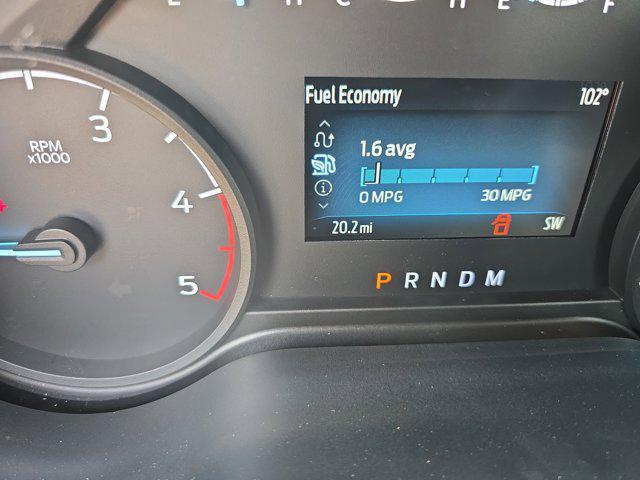 E H C H E F
Fuel Economy 102°
1.6 avg
0 MPG 30 MPG
20.2 mi SW
P R N D M
RPM
x1000
3
4
5